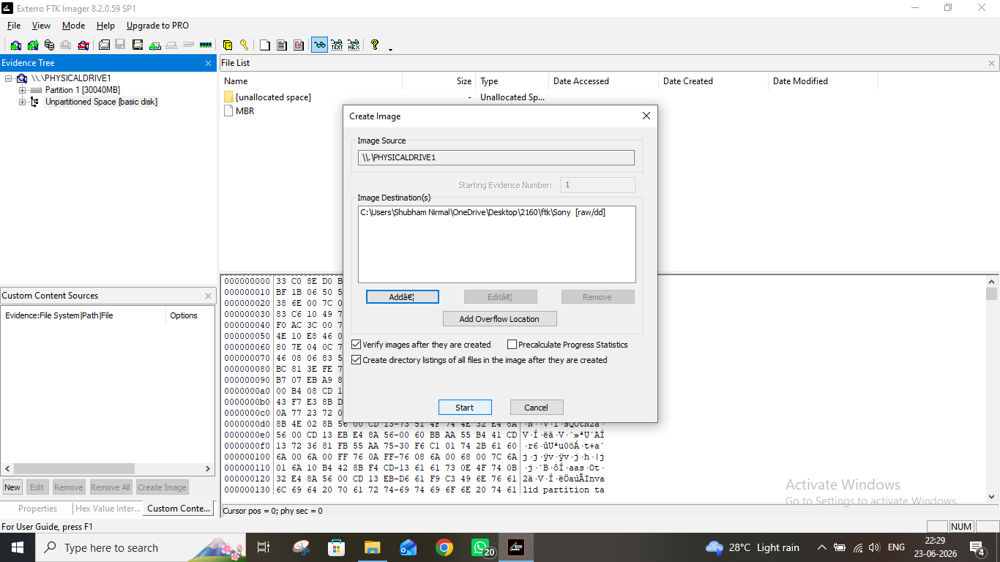 Exterro FTK Imager 8.2.0.59 SP1
File View Mode Help Upgrade to PRO
Evidence Tree
\\.\PHYSICALDRIVE1
Partition 1 [30040MB]
Unpartitioned Space [basic disk]
File List
Name Size Type Date Accessed Date Created Date Modified
[unallocated space] - Unallocated Sp...
MBR
Create Image
Image Source
\\.\PHYSICALDRIVE1
Starting Evidence Number: 1
Image Destination(s)
C:\Users\Shubham Nirmal\OneDrive\Desktop\2160\ftk\Sony [raw/dd]
Addâ€¦ Editâ€¦ Remove
Add Overflow Location
Verify images after they are created Precalculate Progress Statistics
Create directory listings of all files in the image after they are created
Start Cancel
Custom Content Sources
Evidence:File System|Path|File Options
New Edit Remove Remove All Create Image
Properties Hex Value Inter... Custom Conte...
000000000 33 C0 8E D0 B
000000010 BF 1B 06 50 5
000000020 38 6E 00 7C 0
000000030 83 C6 10 49 7
000000040 F0 AC 3C 00 7
000000050 4E 10 E8 46 0
000000060 80 7E 04 0C 7
000000070 46 08 06 83 5
000000080 BC 81 3E FE 7
000000090 B7 07 EB A9 8
0000000a0 00 B4 08 CD 1
0000000b0 43 F7 E3 8B D
0000000c0 0A 77 23 72 0
0000000d0 8B 4E 02 8B 56 00 CD 13-73 51 4F 74 4E 32 E4 8A ·N·‹V·Í·sQOtN2ä·
0000000e0 56 00 CD 13 EB E4 8A 56-00 60 BB AA 55 B4 41 CD V·Í·ëä·V·`»ªU´AÍ
0000000f0 13 72 36 81 FB 55 AA 75-30 F6 C1 01 74 2B 61 60 ·r6·ûUªu0öÁ·t+a`
000000100 6A 00 6A 00 FF 76 0A FF-76 08 6A 00 68 00 7C 6A j·j·ÿv·ÿv·j·h·|j
000000110 01 6A 10 B4 42 8B F4 CD-13 61 61 73 0E 4F 74 0B ·j·´B·ôÍ·aas·Ot·
000000120 32 E4 8A 56 00 CD 13 EB-D6 61 F9 C3 49 6E 76 61 2ä·V·Í·ëÖaùÃInva
000000130 6C 69 64 20 70 61 72 74-69 74 69 6F 6E 20 74 61 lid partition ta
Cursor pos = 0; phy sec = 0
Activate Windows
Go to Settings to activate Windows.
For User Guide, press F1
NUM
Type here to search
20
28°C Light rain
ENG
22:29
23-06-2026
4